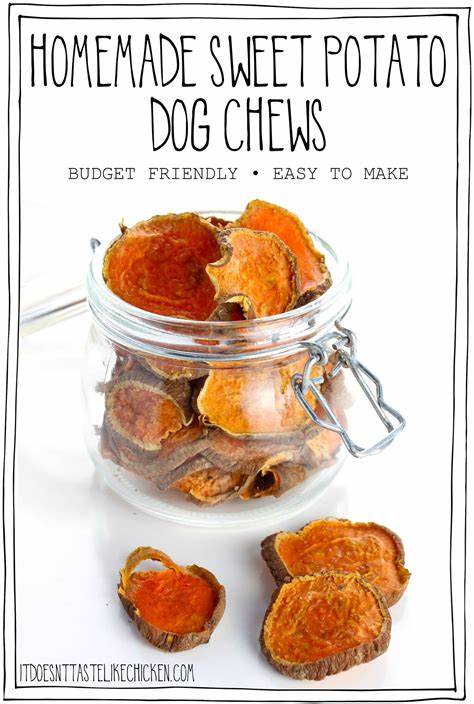 HOMEMADE SWEET POTATO
DOG CHEWS
BUDGET FRIENDLY • EASY TO MAKE
ITDOESNTTASTELIKECHICKEN.COM